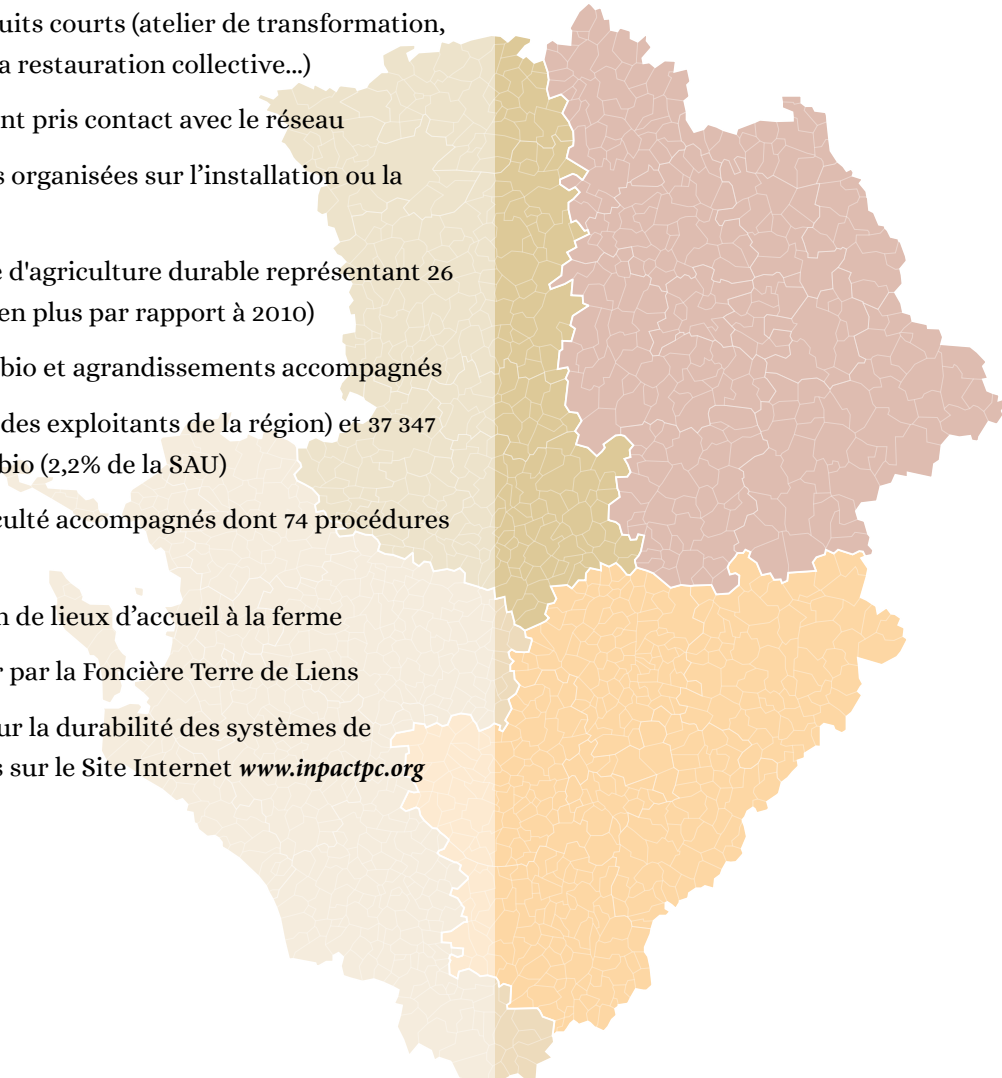 uits courts (atelier de transformation,
a restauration collective...)
nt pris contact avec le réseau
s organisées sur l’installation ou la
e d'agriculture durable représentant 26
en plus par rapport à 2010)
bio et agrandissements accompagnés
des exploitants de la région) et 37 347
bio (2,2% de la SAU)
culté accompagnés dont 74 procédures
n de lieux d’accueil à la ferme
r par la Foncière Terre de Liens
ur la durabilité des systèmes de
s sur le Site Internet www.inpactpc.org